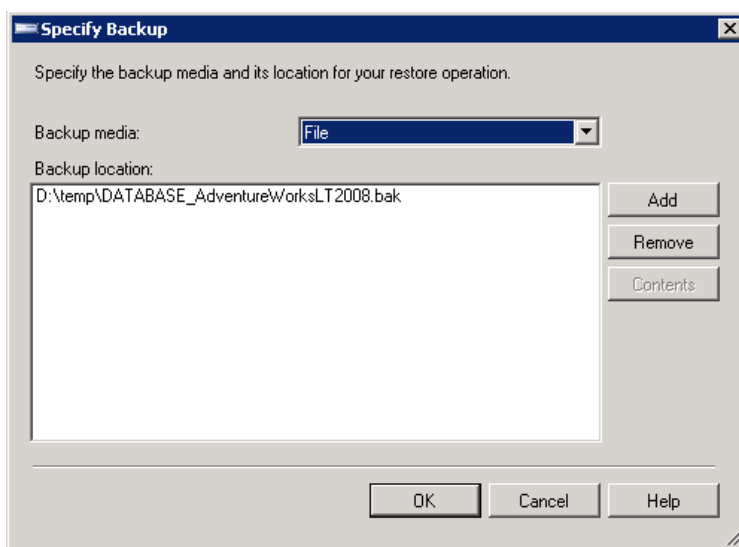 Specify Backup
Specify the backup media and its location for your restore operation.
Backup media:
File
Backup location:
D:\temp\DATABASE_AdventureWorksLT2008.bak
Add
Remove
Contents
OK
Cancel
Help